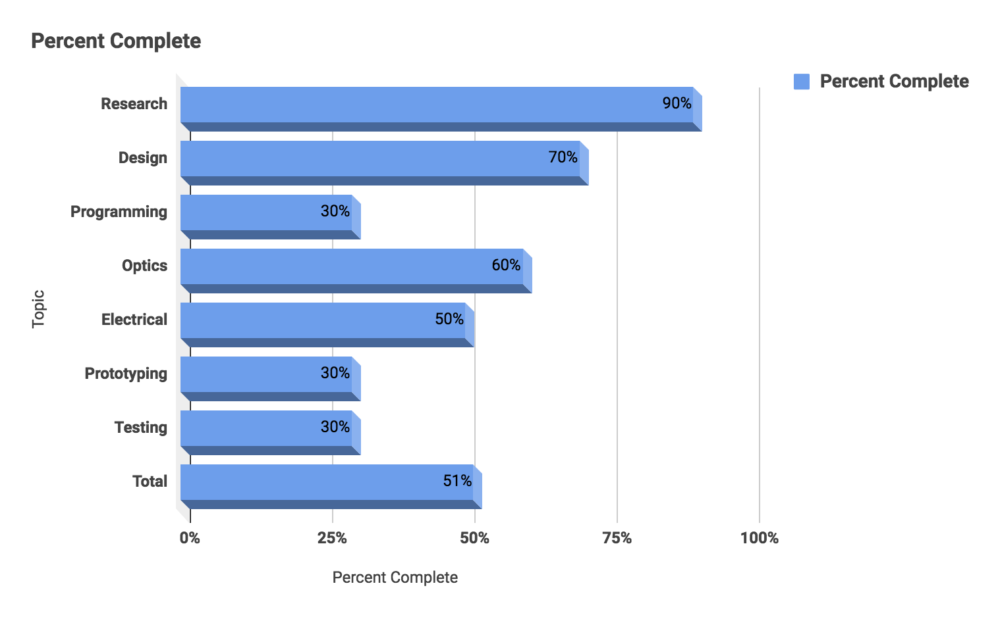 Percent Complete
Percent Complete
Research 90%
Design 70%
Programming 30%
Optics 60%
Electrical 50%
Prototyping 30%
Testing 30%
Total 51%
Topic
0% 25% 50% 75% 100%
Percent Complete